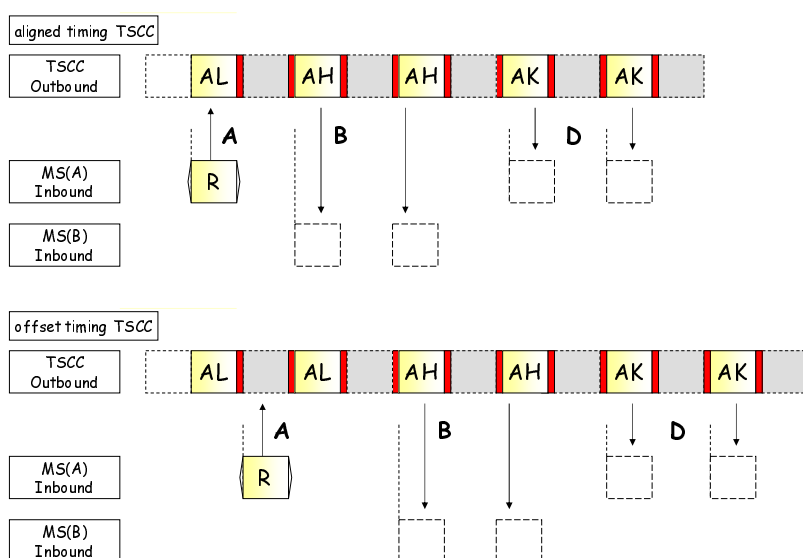 aligned timing TSCC
TSCC
Outbound
AL AH AH AK AK
A B D
MS(A)
Inbound
R
MS(B)
Inbound
offset timing TSCC
TSCC
Outbound
AL AL AH AH AK AK
A B D
MS(A)
Inbound
R
MS(B)
Inbound